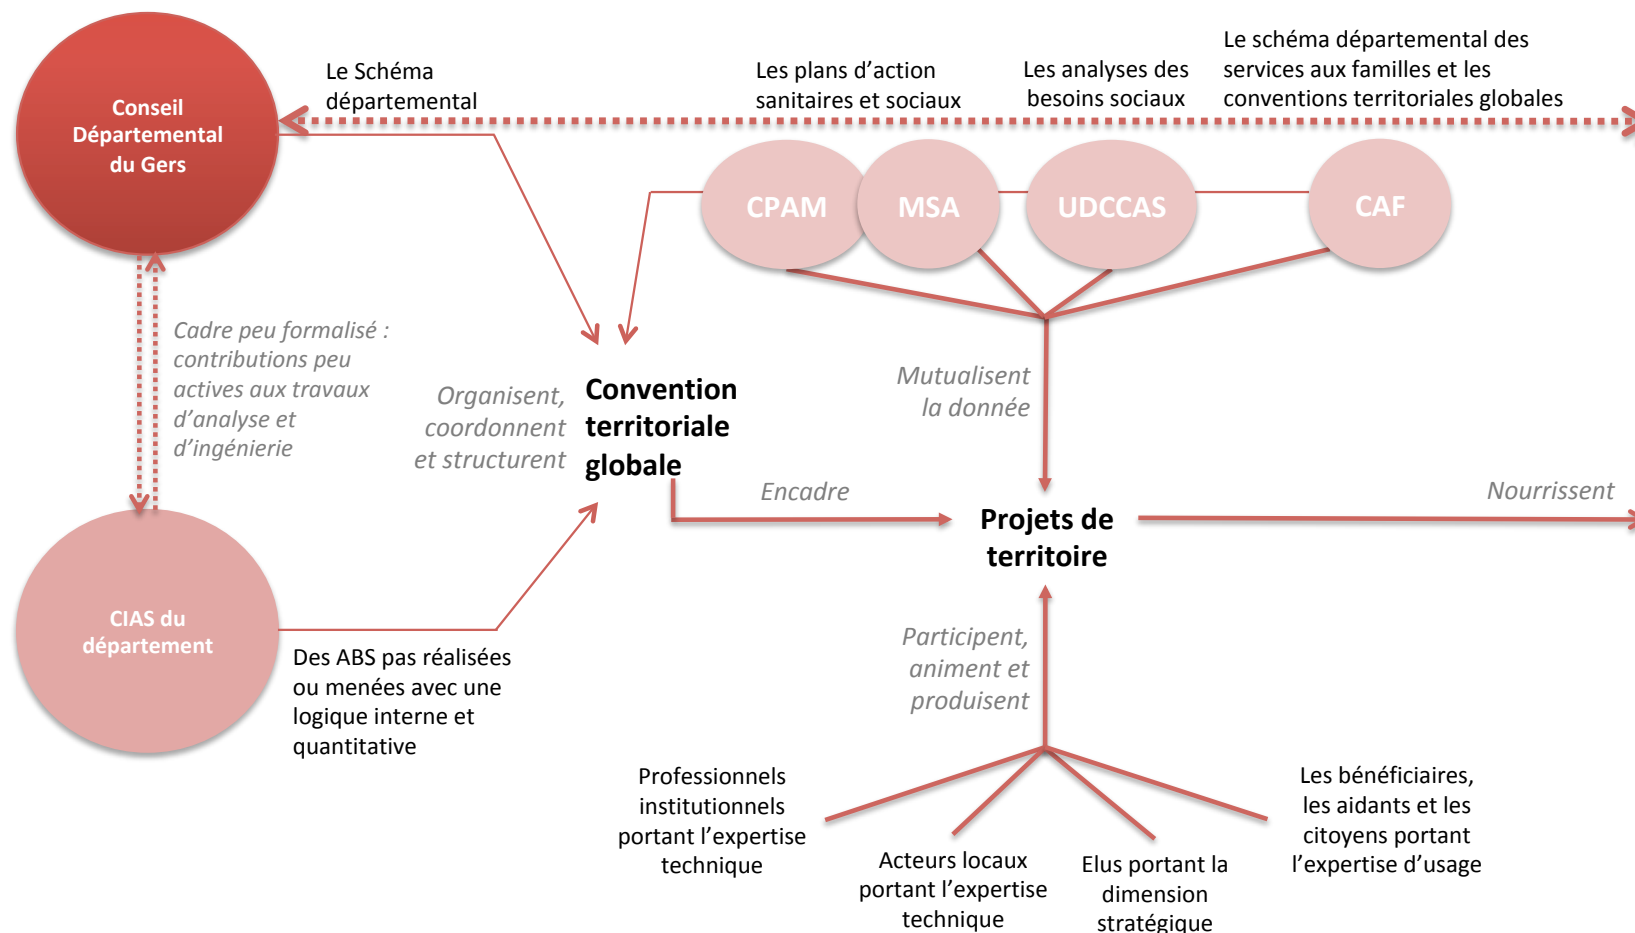 Conseil
Départemental
du Gers
Le Schéma
départemental
Les plans d’action
sanitaires et sociaux
Les analyses des
besoins sociaux
Le schéma départemental des
services aux familles et les
conventions territoriales globales
CPAM
MSA
UDCCAS
CAF
Cadre peu formalisé :
contributions peu
actives aux travaux
d’analyse et
d’ingénierie
Organisent,
coordonnent
et structurent
Convention
territoriale
globale
Mutualisent
la donnée
Encadre
Projets de
territoire
Nourrissent
CIAS du
département
Des ABS pas réalisées
ou menées avec une
logique interne et
quantitative
Participent,
animent et
produisent
Professionnels
institutionnels
portant l’expertise
technique
Acteurs locaux
portant l’expertise
technique
Elus portant la
dimension
stratégique
Les bénéficiaires,
les aidants et les
citoyens portant
l’expertise d’usage